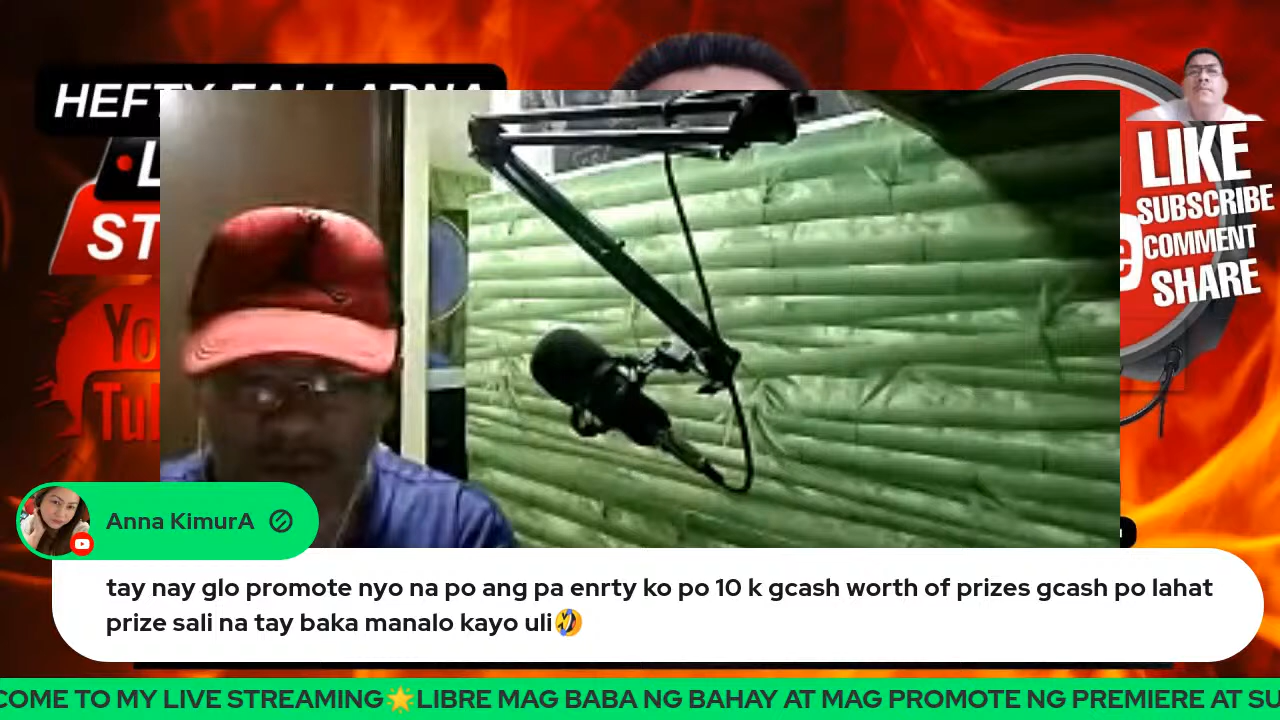 HEFTY FALLARNA
LIKE
SUBSCRIBE
COMMENT
SHARE
Anna KimurA
tay nay glo promote nyo na po ang pa enrty ko po 10 k gcash worth of prizes gcash po lahat
prize sali na tay baka manalo kayo uli🤣
COME TO MY LIVE STREAMING🌟LIBRE MAG BABA NG BAHAY AT MAG PROMOTE NG PREMIERE AT SU